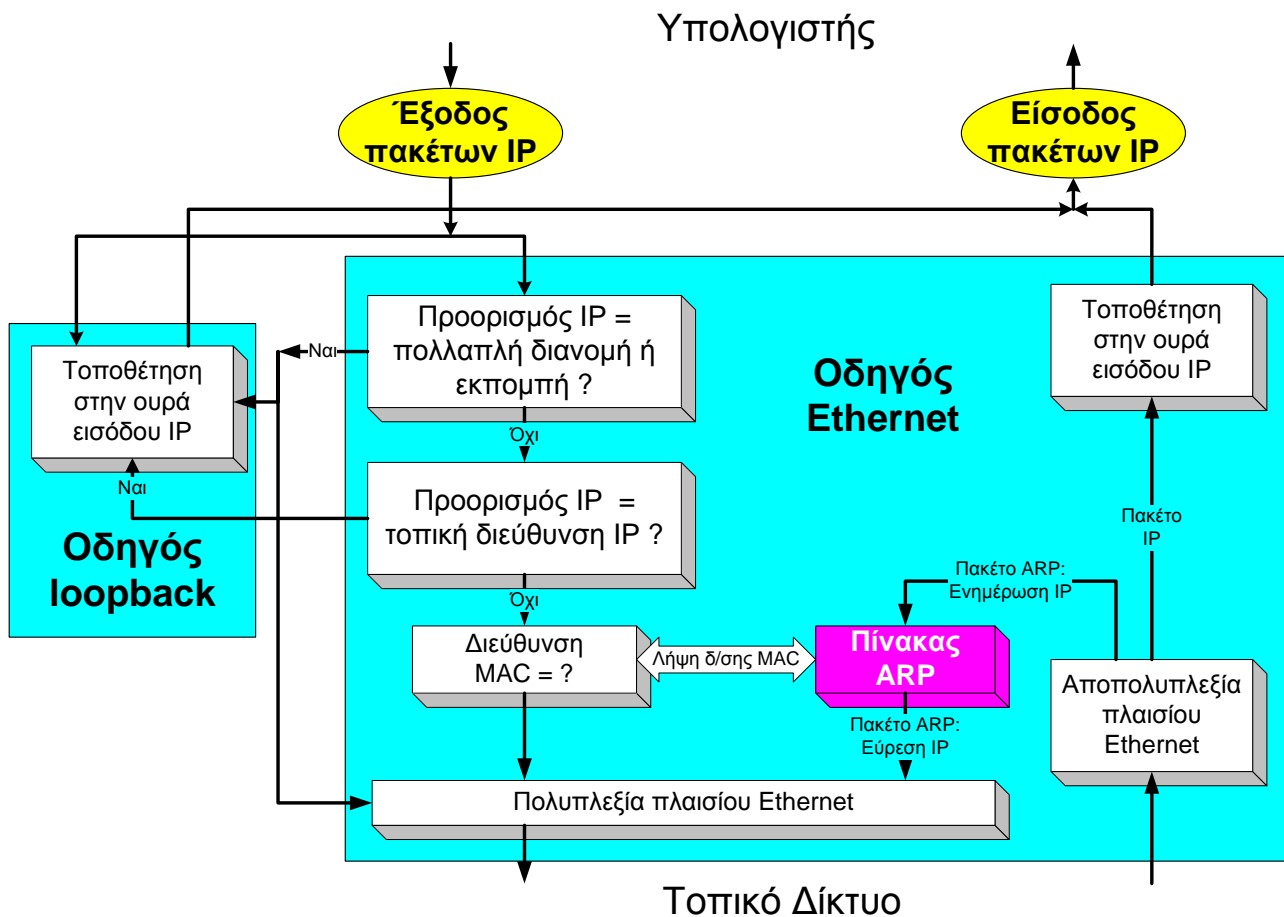 Υπολογιστής
Έξοδος
πακέτων IP
Είσοδος
πακέτων IP
Προορισμός IP =
πολλαπλή διανομή ή
εκπομπή ?
Ναι
Τοποθέτηση
στην ουρά
εισόδου IP
Οδηγός
Ethernet
Τοποθέτηση
στην ουρά
εισόδου IP
Όχι
Ναι
Προορισμός IP =
τοπική διεύθυνση IP ?
Οδηγός
loopback
Πακέτο
IP
Πακέτο ARP:
Ενημέρωση IP
Όχι
Διεύθυνση
MAC = ?
Λήψη δ/σης MAC
Πίνακας
ARP
Αποπολυπλεξία
πλαισίου
Ethernet
Πακέτο ARP:
Εύρεση IP
Πολυπλεξία πλαισίου Ethernet
Τοπικό Δίκτυο